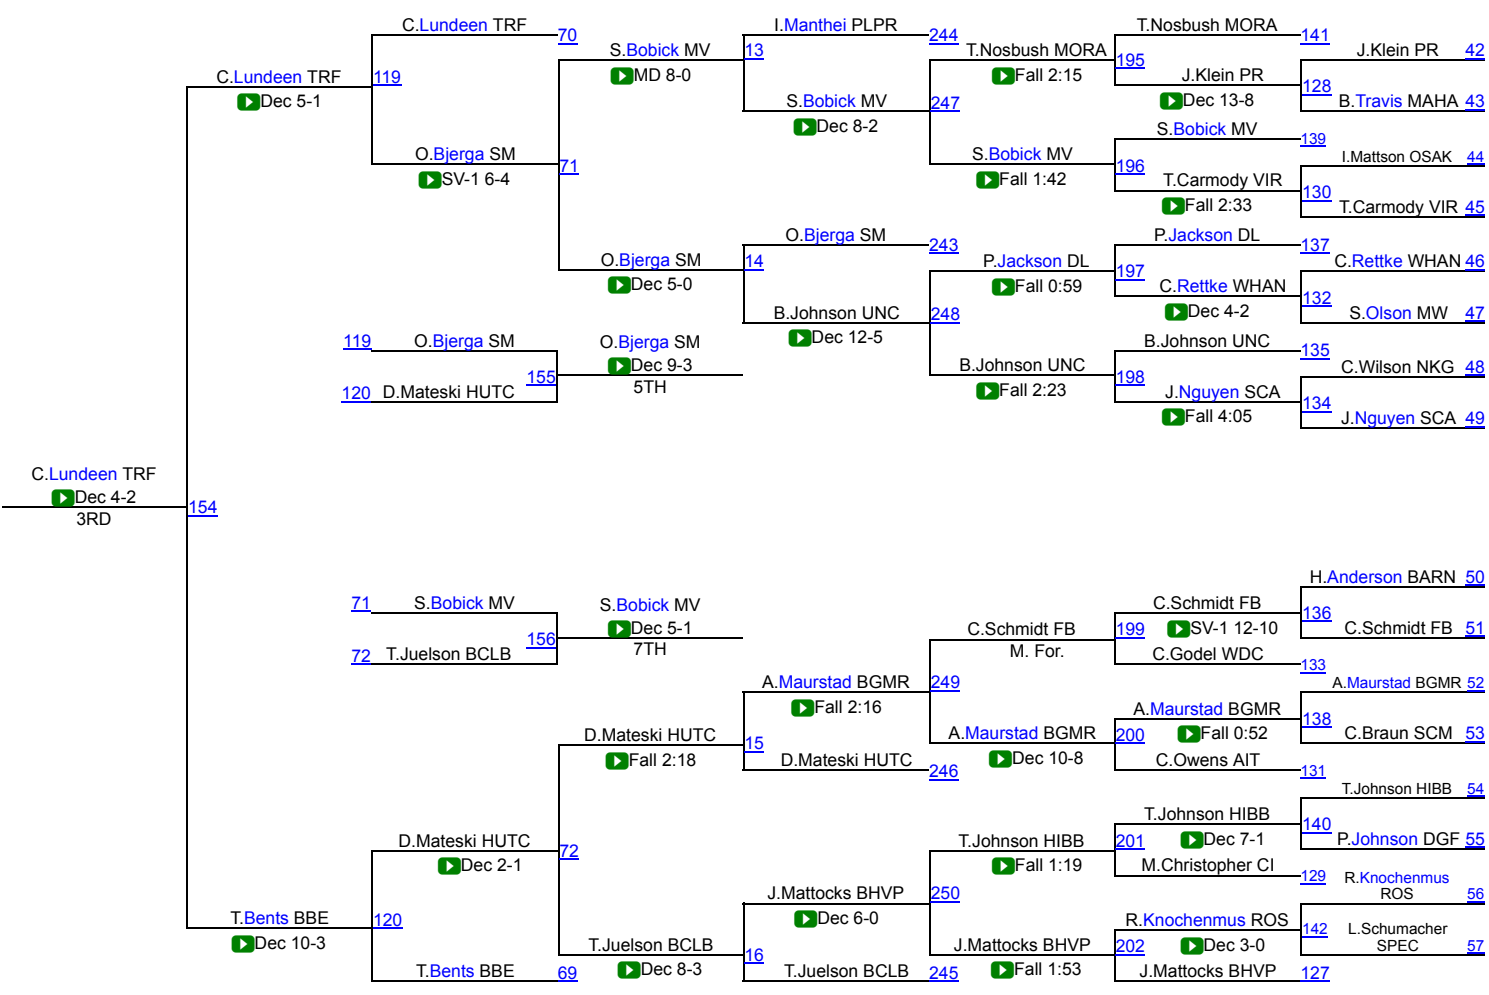 C.Lundeen TRF
70
I.Manthei PLPR
244
T.Nosbush MORA
141
S.Bobick MV
13
T.Nosbush MORA
195
J.Klein PR 42
C.Lundeen TRF
119
MD 8-0
Fall 2:15
J.Klein PR
128
Dec 5-1
S.Bobick MV
247
Dec 13-8
B.Travis MAHA 43
Dec 8-2
S.Bobick MV
139
O.Bjerga SM
71
S.Bobick MV
196
I.Mattson OSAK 44
SV-1 6-4
Fall 1:42
T.Carmody VIR
130
Fall 2:33
T.Carmody VIR 45
O.Bjerga SM
243
P.Jackson DL
137
O.Bjerga SM
14
P.Jackson DL
197
C.Rettke WHAN 46
Dec 5-0
Fall 0:59
C.Rettke WHAN
132
B.Johnson UNC
248
Dec 4-2
S.Olson MW 47
119
O.Bjerga SM
O.Bjerga SM
Dec 12-5
B.Johnson UNC
135
155
Dec 9-3
B.Johnson UNC
198
C.Wilson NKG 48
120 D.Mateski HUTC
5TH
Fall 2:23
J.Nguyen SCA
134
Fall 4:05
J.Nguyen SCA 49
C.Lundeen TRF
Dec 4-2
154
3RD
H.Anderson BARN 50
71
S.Bobick MV
S.Bobick MV
C.Schmidt FB
136
156
Dec 5-1
C.Schmidt FB
199
SV-1 12-10
C.Schmidt FB 51
72
T.Juelson BCLB
7TH
M. For.
C.Godel WDC
133
A.Maurstad BGMR
249
A.Maurstad BGMR 52
Fall 2:16
A.Maurstad BGMR
138
D.Mateski HUTC
15
A.Maurstad BGMR
200
Fall 0:52
C.Braun SCM 53
Fall 2:18
D.Mateski HUTC
246
Dec 10-8
C.Owens AIT
131
T.Johnson HIBB 54
T.Johnson HIBB
140
D.Mateski HUTC
72
T.Johnson HIBB
201
Dec 7-1
P.Johnson DGF 55
Dec 2-1
Fall 1:19
M.Christopher CI
129
R.Knochenmus
ROS
56
J.Mattocks BHVP
250
T.Bents BBE
120
Dec 6-0
R.Knochenmus ROS
142
L.Schumacher
SPEC
57
Dec 10-3
T.Juelson BCLB
16
J.Mattocks BHVP
202
Dec 3-0
T.Bents BBE
69
Dec 8-3
T.Juelson BCLB
245
Fall 1:53
J.Mattocks BHVP
127